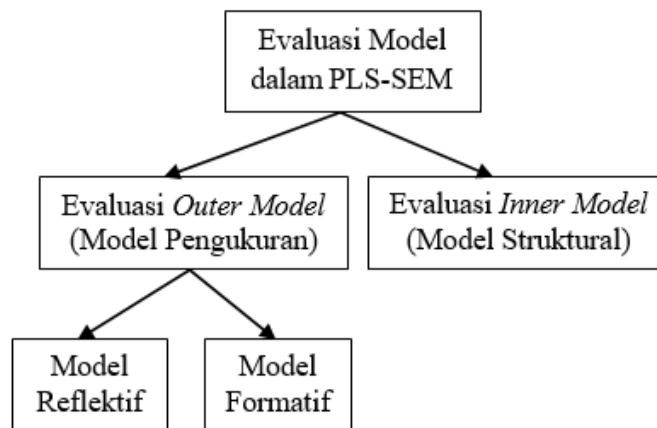 Evaluasi Model
dalam PLS-SEM
Evaluasi Outer Model
(Model Pengukuran)
Evaluasi Inner Model
(Model Struktural)
Model
Reflektif
Model
Formatif